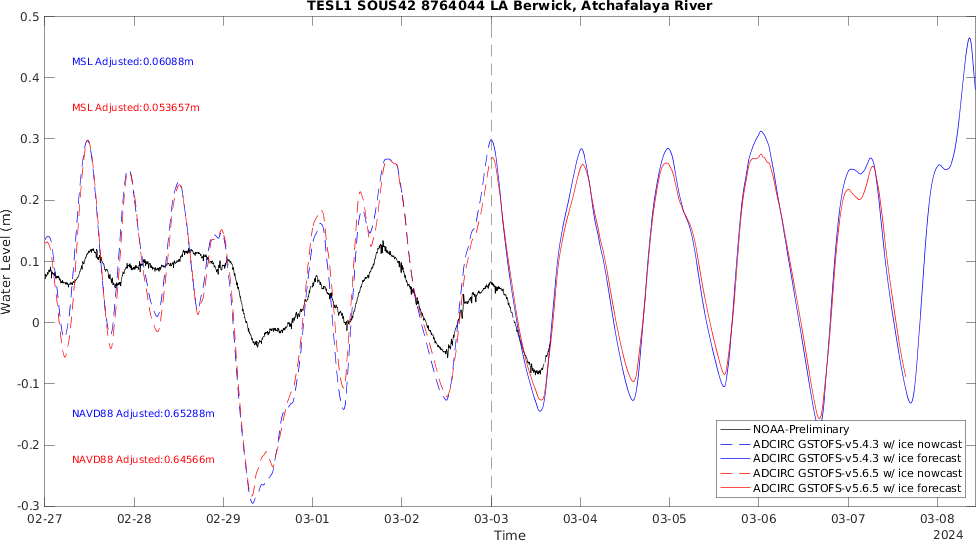 TESL1 SOUS42 8764044 LA Berwick, Atchafalaya River
0.5
0.4
0.3
0.2
0.1
0
-0.1
-0.2
-0.3
Water Level (m)
MSL Adjusted:0.06088m
MSL Adjusted:0.053657m
NAVD88 Adjusted:0.65288m
NAVD88 Adjusted:0.64566m
NOAA-Preliminary
ADCIRC GSTOFS-v5.4.3 w/ ice nowcast
ADCIRC GSTOFS-v5.4.3 w/ ice forecast
ADCIRC GSTOFS-v5.6.5 w/ ice nowcast
ADCIRC GSTOFS-v5.6.5 w/ ice forecast
02-27 02-28 02-29 03-01 03-02 03-03 03-04 03-05 03-06 03-07 03-08
Time
2024